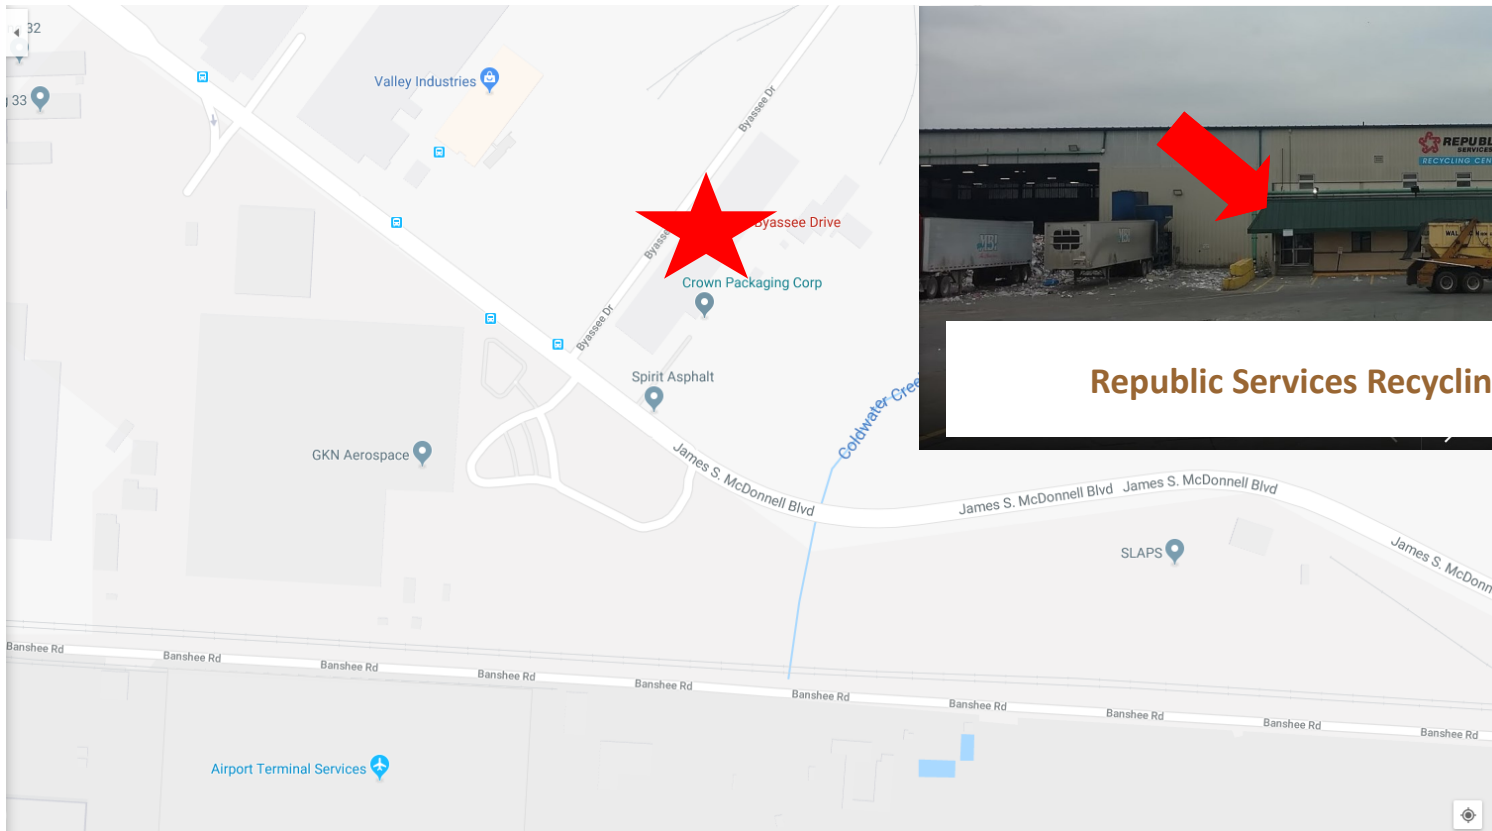 32
33
Valley Industries
Byassee Dr
Byassee Drive
Crown Packaging Corp
Byassee Dr
Spirit Asphalt
GKN Aerospace
Coldwater Cree
James S. McDonnell Blvd
James S. McDonnell Blvd
James S. McDonnell Blvd
James S. McDonn
SLAPS
REPUBL
SERVICES
RECYCLING CEN
Republic Services Recyclin
Banshee Rd
Banshee Rd
Banshee Rd
Banshee Rd
Banshee Rd
Banshee Rd
Banshee Rd
Banshee Rd
Banshee Rd
Banshee Rd
Airport Terminal Services